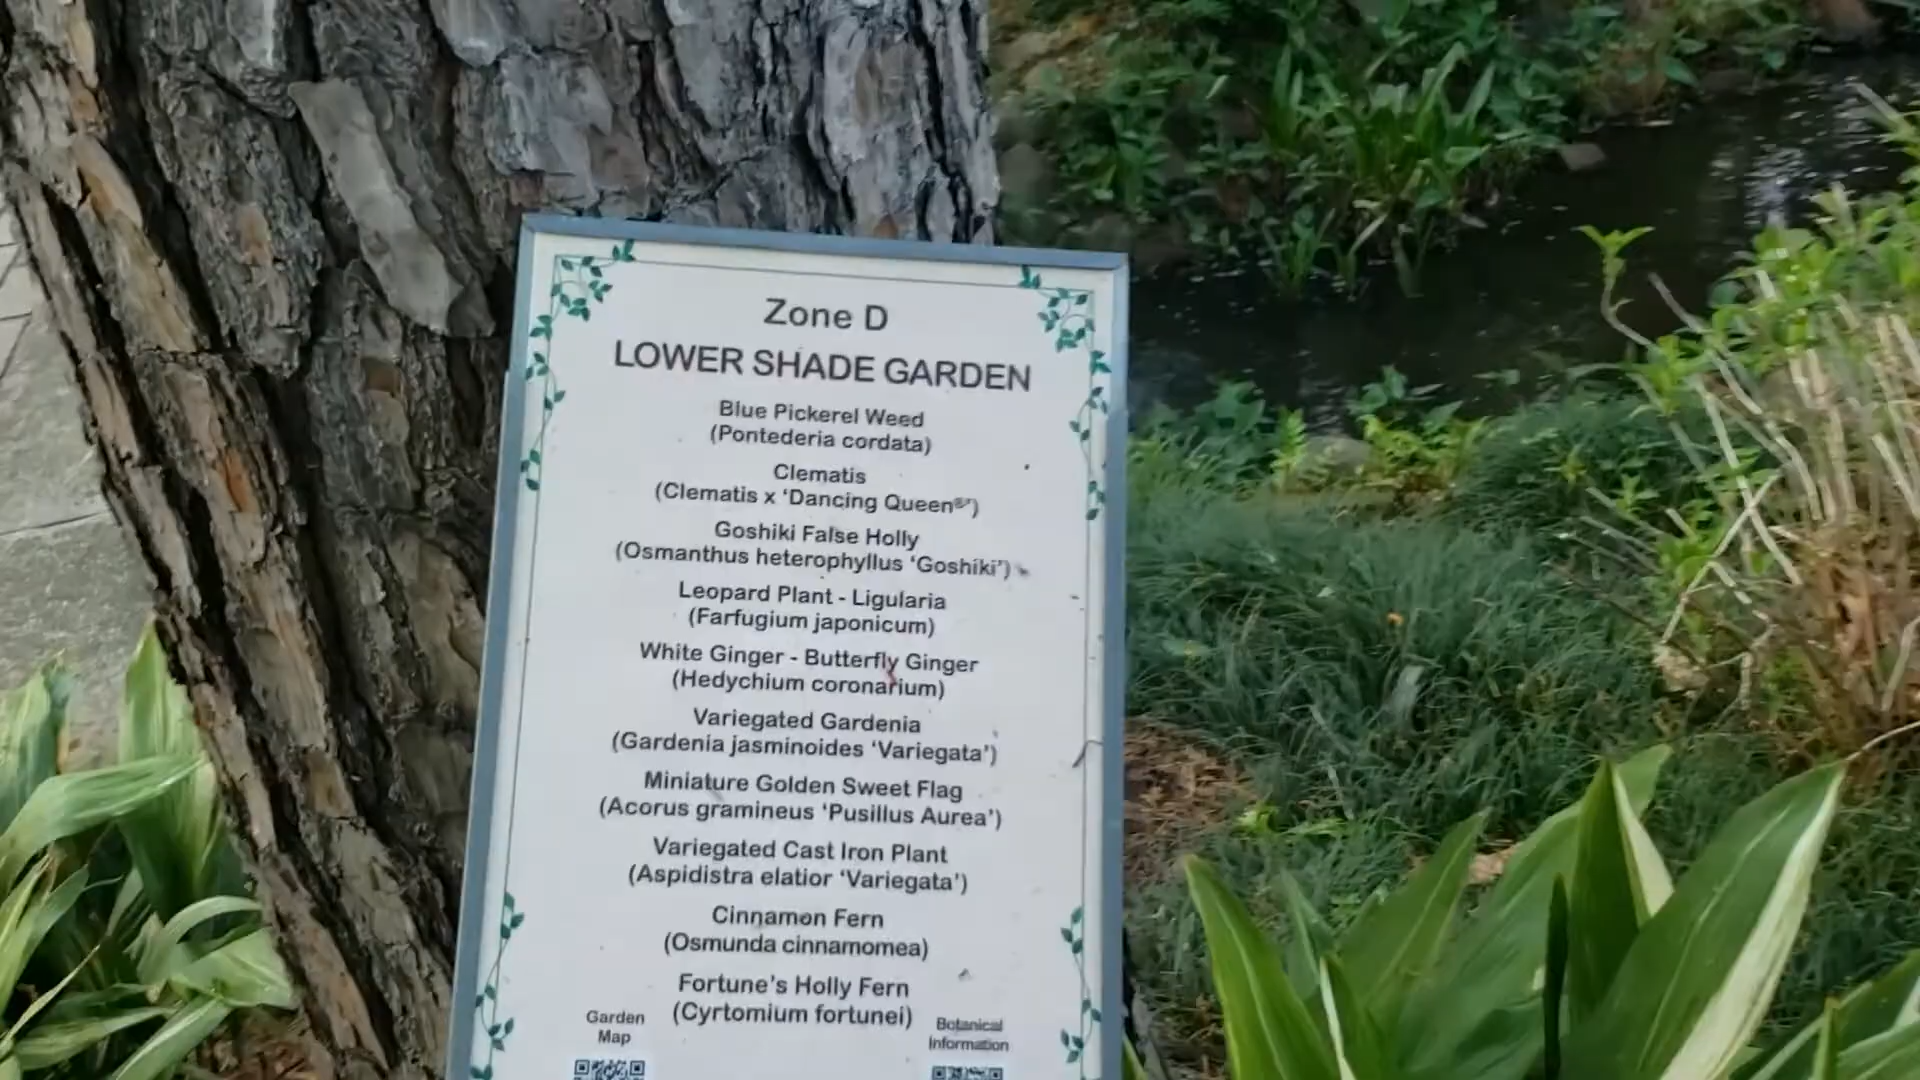 Zone D
LOWER SHADE GARDEN
Blue Pickerel Weed
(Pontederia cordata)
Clematis
(Clematis x ‘Dancing Queen®’)
Goshiki False Holly
(Osmanthus heterophyllus ‘Goshiki’)
Leopard Plant - Ligularia
(Farfugium japonicum)
White Ginger - Butterfly Ginger
(Hedychium coronarium)
Variegated Gardenia
(Gardenia jasminoides ‘Variegata’)
Miniature Golden Sweet Flag
(Acorus gramineus ‘Pusillus Aurea’)
Variegated Cast Iron Plant
(Aspidistra elatior ‘Variegata’)
Cinnamon Fern
(Osmunda cinnamomea)
Fortune’s Holly Fern
(Cyrtomium fortunei)
Garden
Map
Botanical
Information